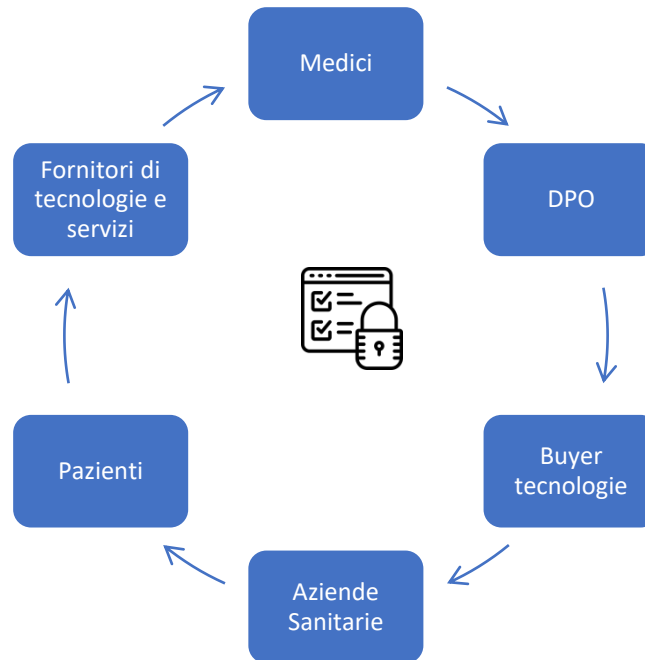 Medici
DPO
Buyer
tecnologie
Aziende
Sanitarie
Pazienti
Fornitori di
tecnologie e
servizi